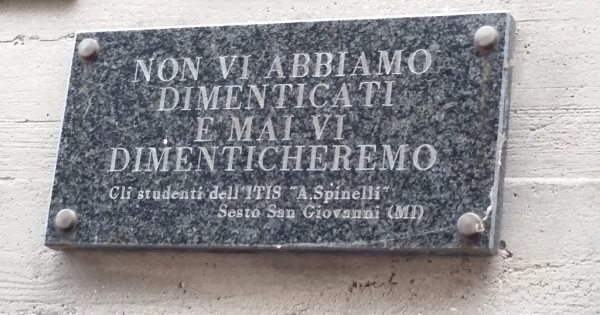 NON VI ABBIAMO
DIMENTICATI
E MAI VI
DIMENTICHEREMO
Gli studenti dell'ITIS "A.Spinelli"
Sesto San Giovanni (MI)